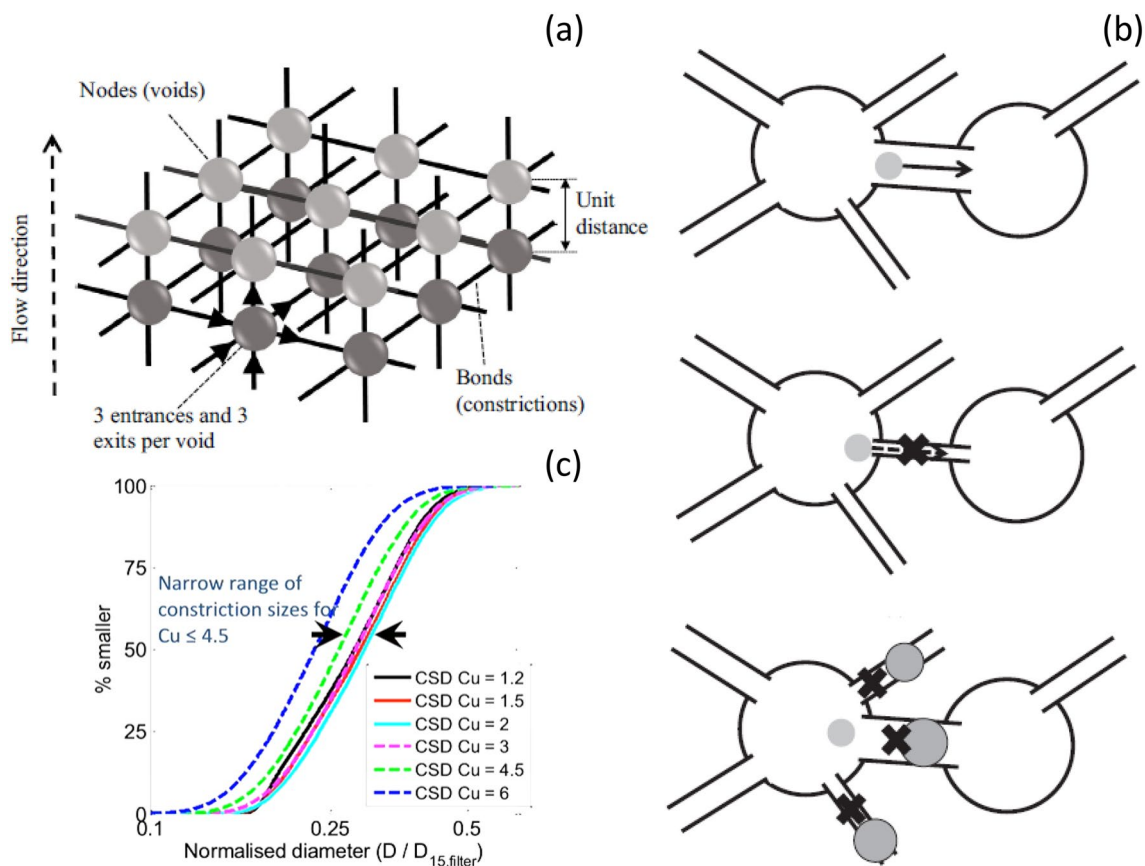 (a)
Nodes (voids)
Flow direction
Unit
distance
Bonds
(constrictions)
3 entrances and 3
exits per void
(b)
(c)
100
75
50
25
0
% smaller
Narrow range of
constriction sizes for
Cu ≤ 4.5
CSD Cu = 1.2
CSD Cu = 1.5
CSD Cu = 2
CSD Cu = 3
CSD Cu = 4.5
CSD Cu = 6
0.1
0.25
0.5
Normalised diameter (D / D15,filter)